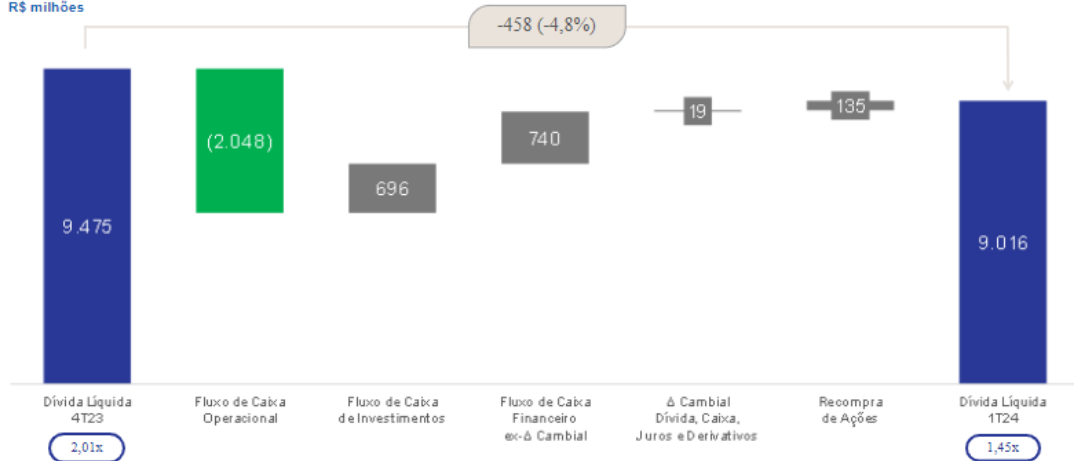 R$ milhões
-458 (-4,8%)
9.475
(2.048)
696
740
19
135
9.016
Dívida Líquida
4T23
2,01x
Fluxo de Caixa
Operacional
Fluxo de Caixa
de Investimentos
Fluxo de Caixa
Financeiro
ex-Δ Cambial
Δ Cambial
Dívida, Caixa,
Juros e Derivativos
Recompra
de Ações
Dívida Líquida
1T24
1,45x